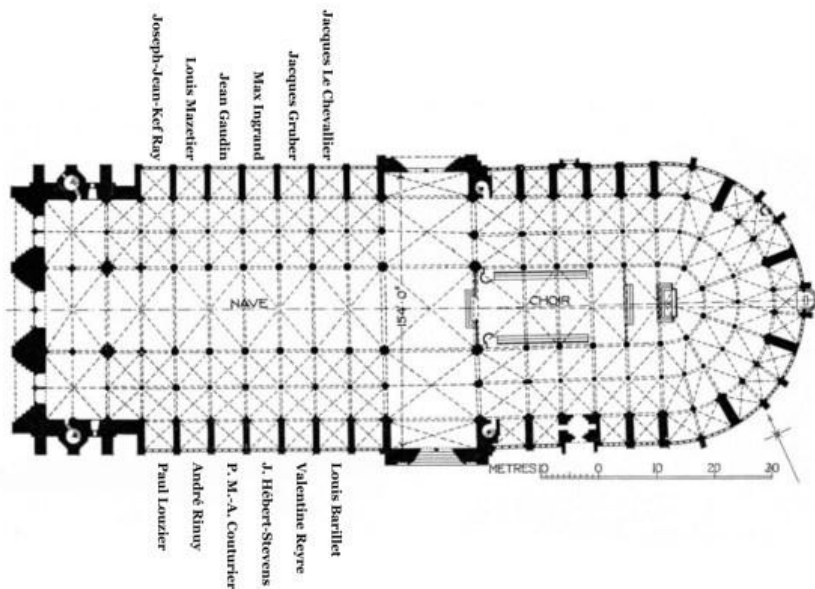 Joseph-Jean-Kef Ray
Louis Mazetier
Jean Gaudin
Max Ingrand
Jacques Gruber
Jacques Le Chevallier
NAVE
154' 0"
CHOIR
METRES 10 0 10 20 30
Paul Louzier
André Rinuy
P. M.-A. Couturier
J. Hébert-Stevens
Valentine Reyre
Louis Barillet